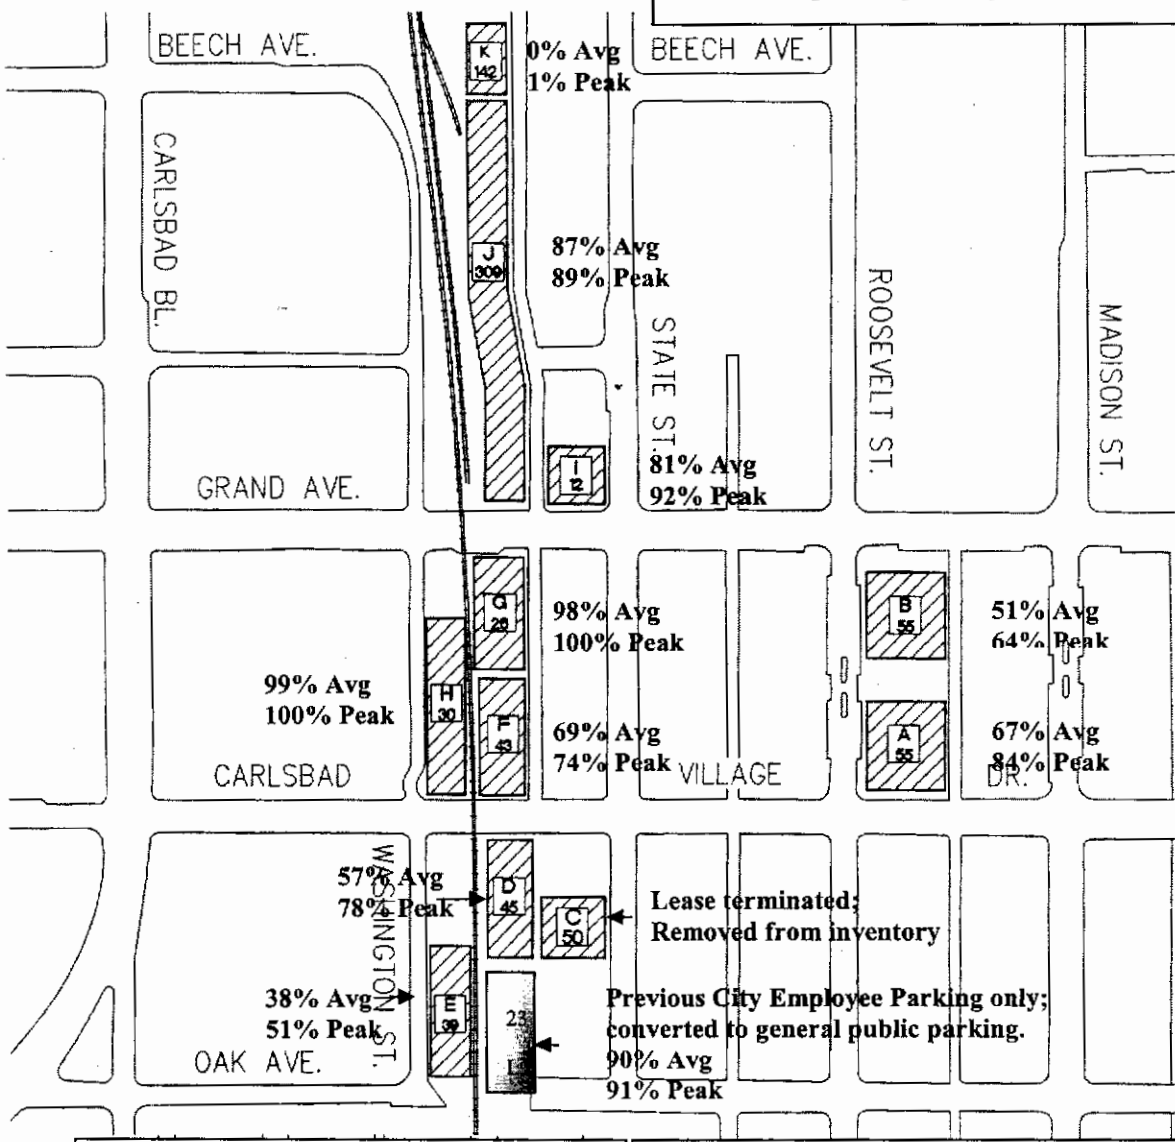 BEECH AVE.
K
142
0% Avg
1% Peak
BEECH AVE.
CARLSBAD BL.
J
309
87% Avg
89% Peak
STATE ST.
ROOSEVELT ST.
MADISON ST.
GRAND AVE.
I
12
81% Avg
92% Peak
G
26
98% Avg
100% Peak
B
55
51% Avg
64% Peak
99% Avg
100% Peak
H
30
F
43
69% Avg
74% Peak
A
55
67% Avg
84% Peak
CARLSBAD
VILLAGE
DR.
WASHINGTON ST.
57% Avg
78% Peak
D
45
C
50
Lease terminated;
Removed from inventory
38% Avg
51% Peak
E
39
23
Previous City Employee Parking only;
converted to general public parking.
90% Avg
91% Peak
OAK AVE.